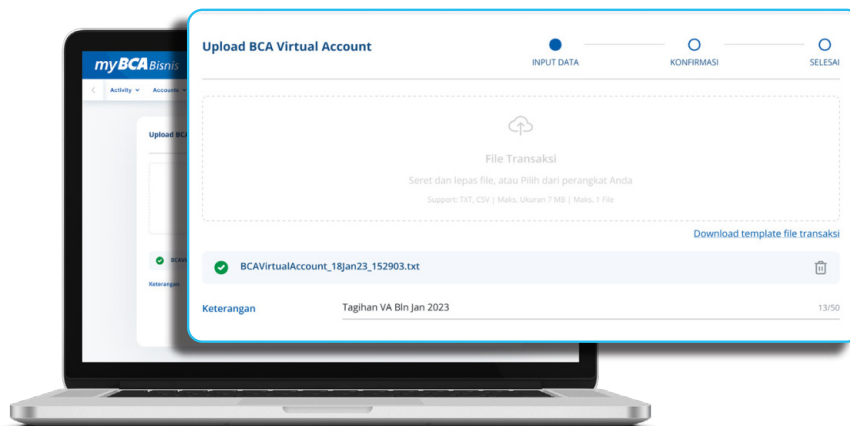 myBCA Bisnis
Activity
Accounts
Upload BCA
BCAVi
Keterangan
Upload BCA Virtual Account
INPUT DATA
KONFIRMASI
SELESAI
File Transaksi
Seret dan lepas file, atau Pilih dari perangkat Anda
Support: TXT, CSV | Maks. Ukuran 7 MB | Maks. 1 File
Download template file transaksi
BCAVirtualAccount_18Jan23_152903.txt
Keterangan
Tagihan VA Bln Jan 2023
13/50